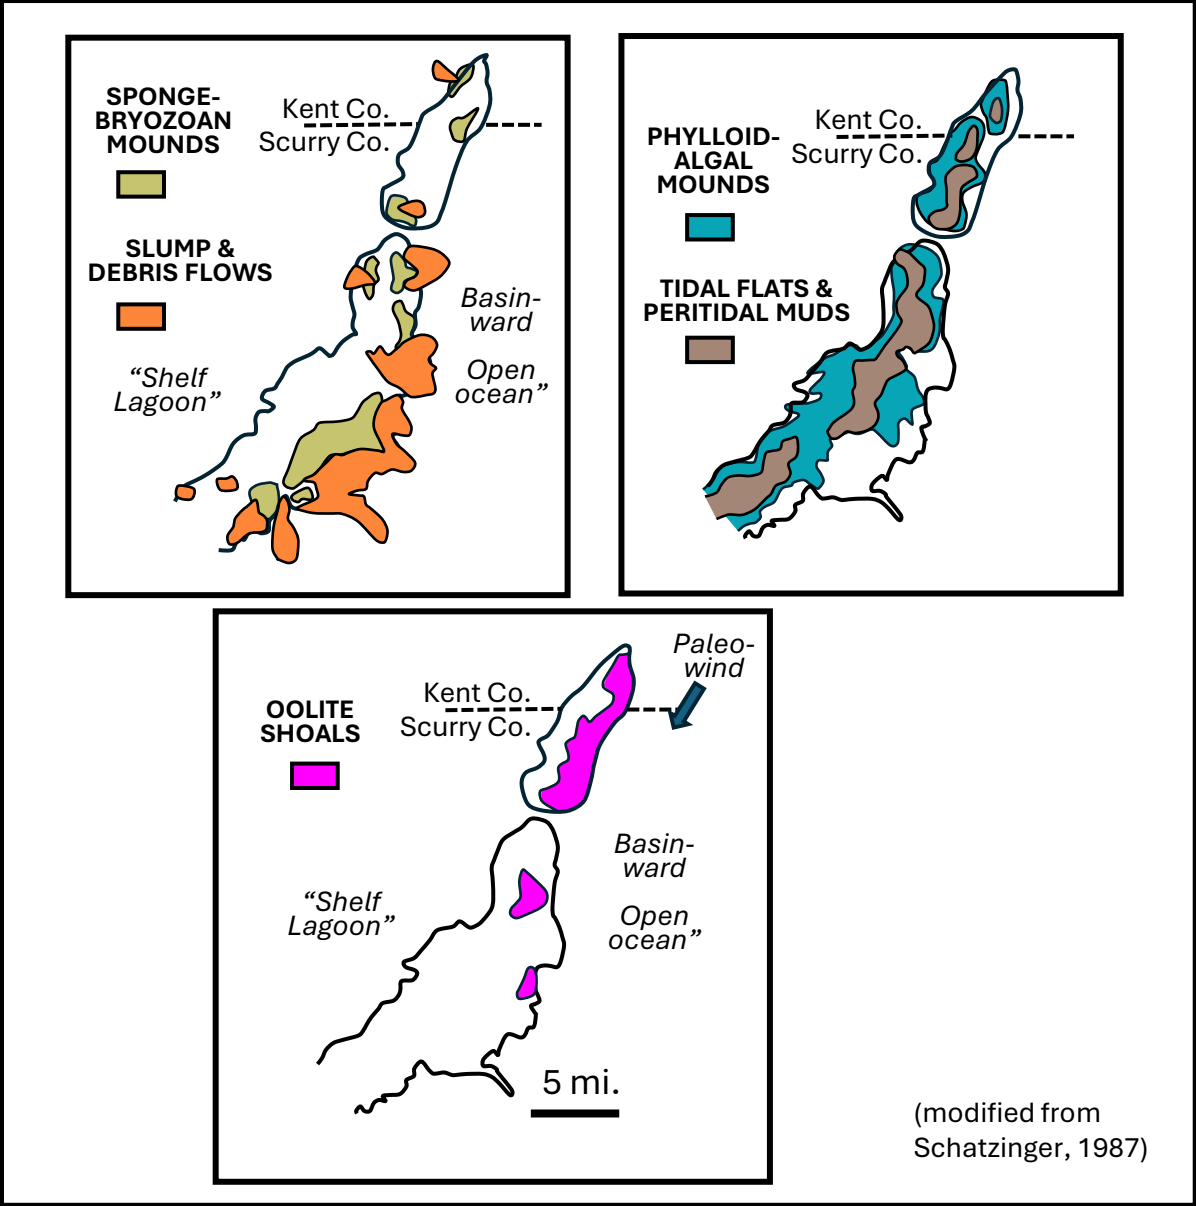 SPONGE-
BRYOZOAN
MOUNDS
SLUMP &
DEBRIS FLOWS
Kent Co.
Scurry Co.
Basin-
ward
Open
ocean”
“Shelf
Lagoon”
PHYLLOID-
ALGAL
MOUNDS
TIDAL FLATS &
PERITIDAL MUDS
Kent Co.
Scurry Co.
OOLITE
SHOALS
Kent Co.
Scurry Co.
Paleo-
wind
Basin-
ward
Open
ocean”
“Shelf
Lagoon”
5 mi.
(modified from
Schatzinger, 1987)